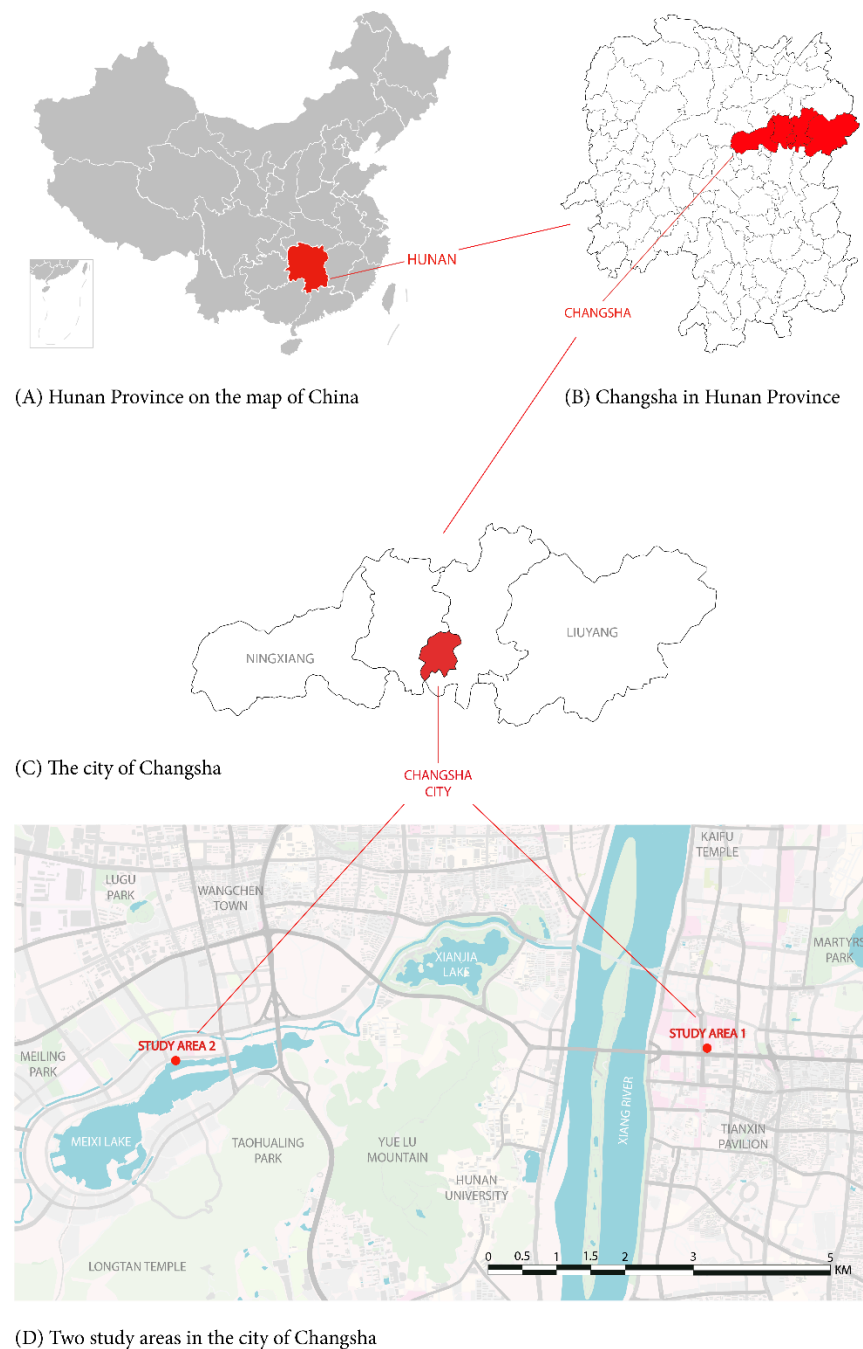 HUNAN
CHANGSHA
(A) Hunan Province on the map of China
(B) Changsha in Hunan Province
LIUYANG
NINGXIANG
(C) The city of Changsha
CHANGSHA
CITY
KAIFU
TEMPLE
LUGU
PARK
WANGCHEN
TOWN
MARTYRS
PARK
XIANJIA
LAKE
STUDY AREA 1
STUDY AREA 2
MEILING
PARK
XIANG RIVER
TIANXIN
PAVILION
MEIXI LAKE
TAOHUALING
PARK
YUE LU
MOUNTAIN
HUNAN
UNIVERSITY
LONGTAN TEMPLE
0 0.5 1 1.5 2 3 5
KM
(D) Two study areas in the city of Changsha